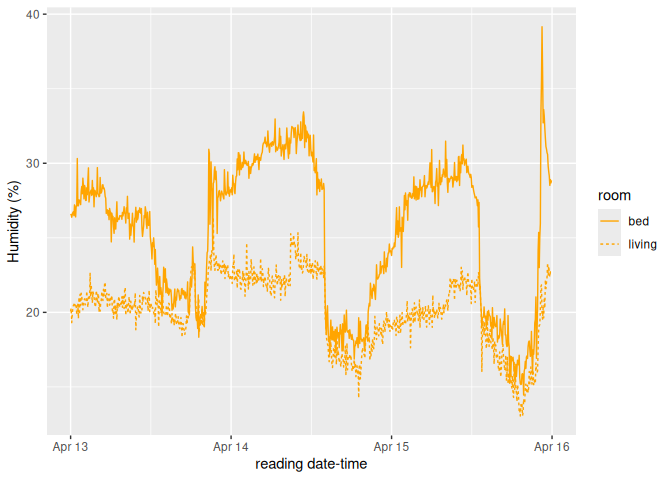 40
30
20
Humidity (%)
Apr 13
Apr 14
Apr 15
Apr 16
reading date-time
room
bed
living